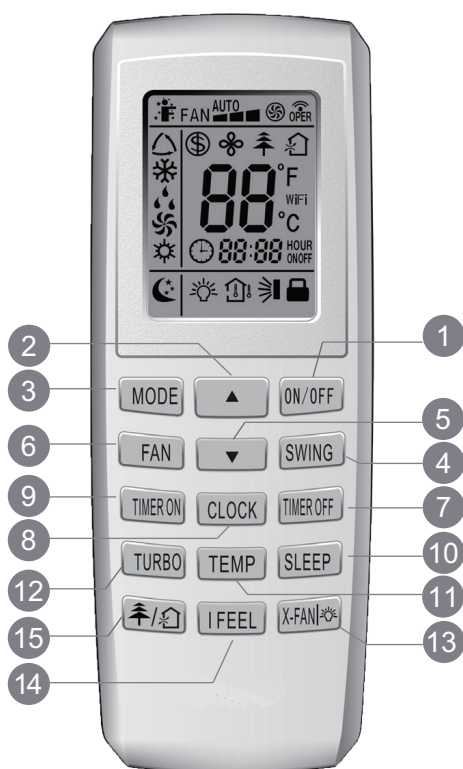 FAN AUTO OPER
88 °F
WiFi
°C
88:88 HOUR
ONOFF
2 1
3 MODE ▲ ON/OFF
6 FAN ▼ SWING 5 4
9 TIMER ON CLOCK TIMER OFF 7
8 10
12 TURBO TEMP SLEEP 11
15 I FEEL X-FAN 13
14